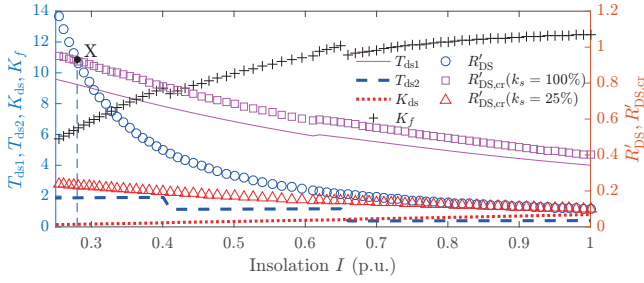 T_ds1, T_ds2, K_ds, K_f
14
12
10
8
6
4
2
0
X
T_ds1
T_ds2
K_ds
K_f
R′_DS
R′_DS,cr(k_s = 100%)
R′_DS,cr(k_s = 25%)
1.2
1
0.8
0.6
0.4
0.2
0
R′_DS, R′_DS,cr
0.3
0.4
0.5
0.6
0.7
0.8
0.9
1
Insolation I (p.u.)